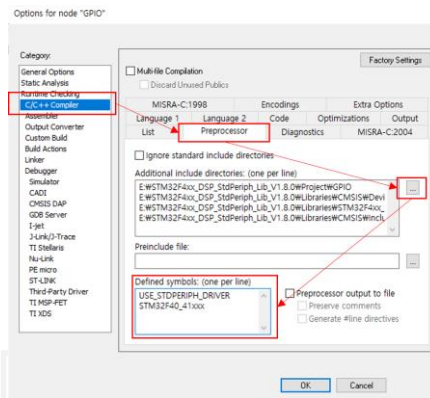 Options for node "GPIO"
Category:
General Options
Static Analysis
Runtime Checking
C/C++ Compiler
Assembler
Output Converter
Custom Build
Build Actions
Linker
Debugger
Simulator
CADI
CMSIS DAP
GDB Server
I-jet
J-Link/J-Trace
TI Stellaris
Nu-Link
PE micro
ST-LINK
Third-Party Driver
TI MSP-FET
TI XDS
Factory Settings
Multi-file Compilation
Discard Unused Publics
MISRA-C:1998 Encodings Extra Options
Language 1 Language 2 Code Optimizations Output
List Preprocessor Diagnostics MISRA-C:2004
Ignore standard include directories
Additional include directories: (one per line)
E:₩STM32F4xx_DSP_StdPeriph_Lib_V1.8.0₩Project₩GPIO
E:₩STM32F4xx_DSP_StdPeriph_Lib_V1.8.0₩Libraries₩CMSIS₩Devi
E:₩STM32F4xx_DSP_StdPeriph_Lib_V1.8.0₩Libraries₩STM32F4xx_
E:₩STM32F4xx_DSP_StdPeriph_Lib_V1.8.0₩Libraries₩CMSIS₩Inclu
...
Preinclude file:
...
Defined symbols: (one per line)
USE_STDPERIPH_DRIVER
STM32F40_41xxx
Preprocessor output to file
Preserve comments
Generate #line directives
OK Cancel